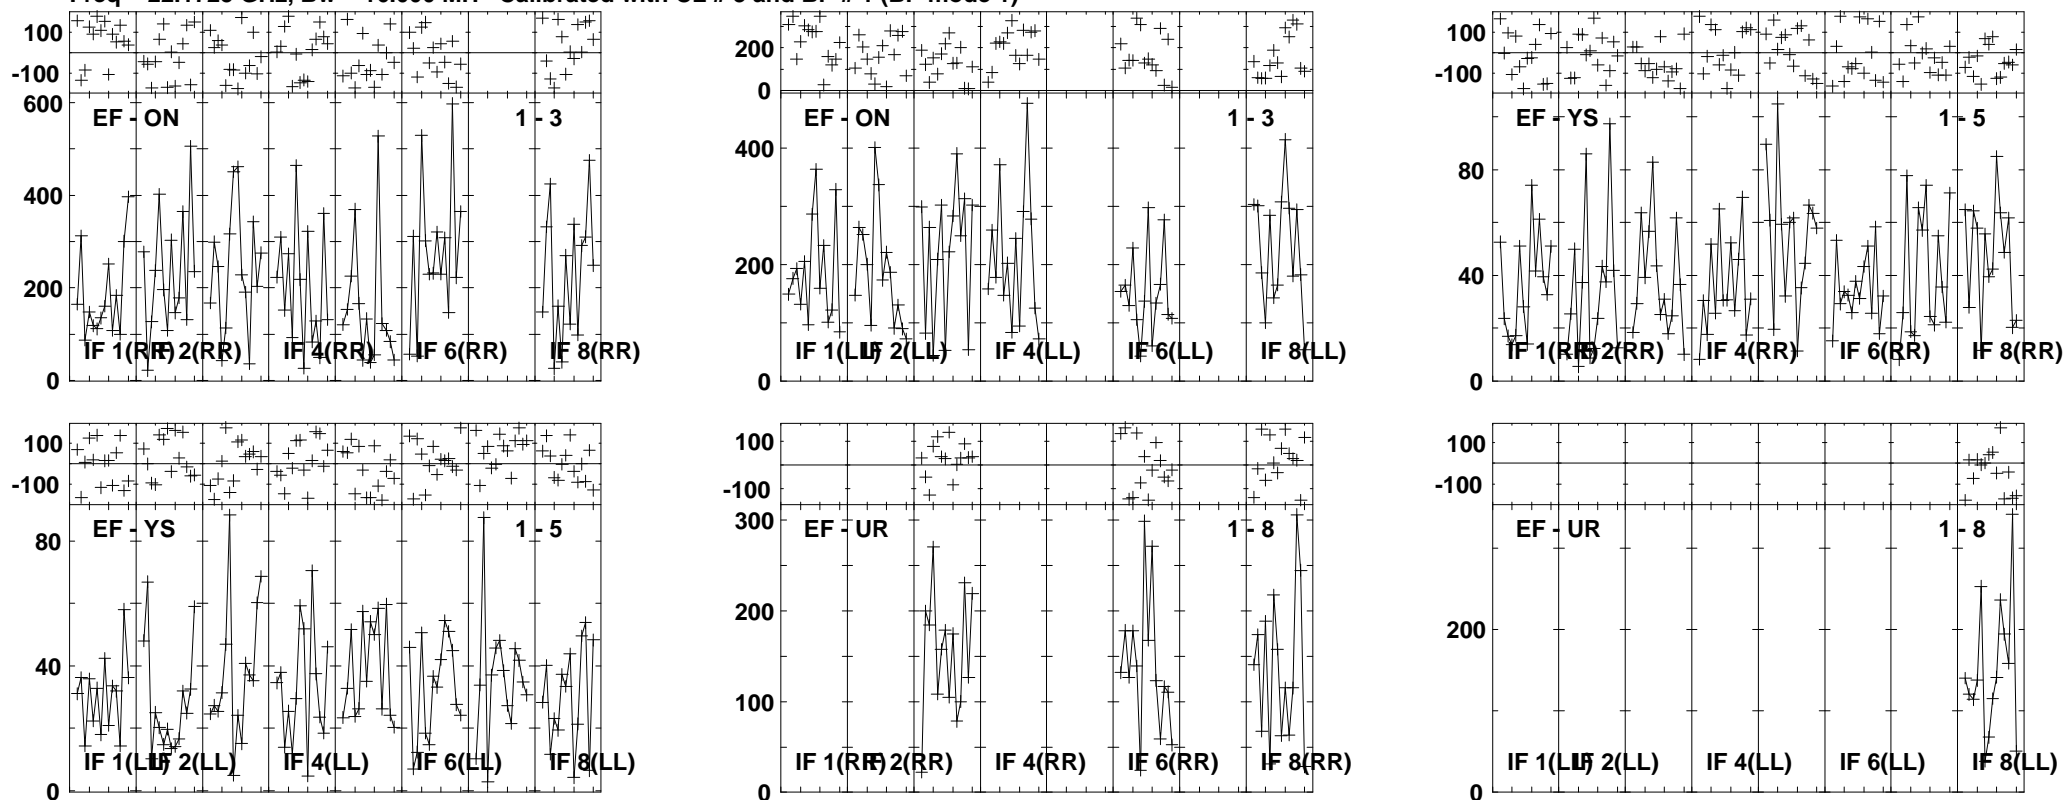 100
-100
600
400
200
0
EF - ON
1 - 3
IF 1(RR)
IF 2(RR)
IF 4(RR)
IF 6(RR)
IF 8(RR)
200
0
400
200
0
EF - ON
1 - 3
IF 1(LL)
IF 2(LL)
IF 4(LL)
IF 6(LL)
IF 8(LL)
100
-100
80
40
0
EF - YS
1 - 5
IF 1(RR)
IF 2(RR)
IF 4(RR)
IF 6(RR)
IF 8(RR)
100
-100
80
40
0
EF - YS
1 - 5
IF 1(LL)
IF 2(LL)
IF 4(LL)
IF 6(LL)
IF 8(LL)
100
-100
300
200
100
0
EF - UR
1 - 8
IF 1(RR)
IF 2(RR)
IF 4(RR)
IF 6(RR)
IF 8(RR)
100
-100
200
0
EF - UR
1 - 8
IF 1(LL)
IF 2(LL)
IF 4(LL)
IF 6(LL)
IF 8(LL)